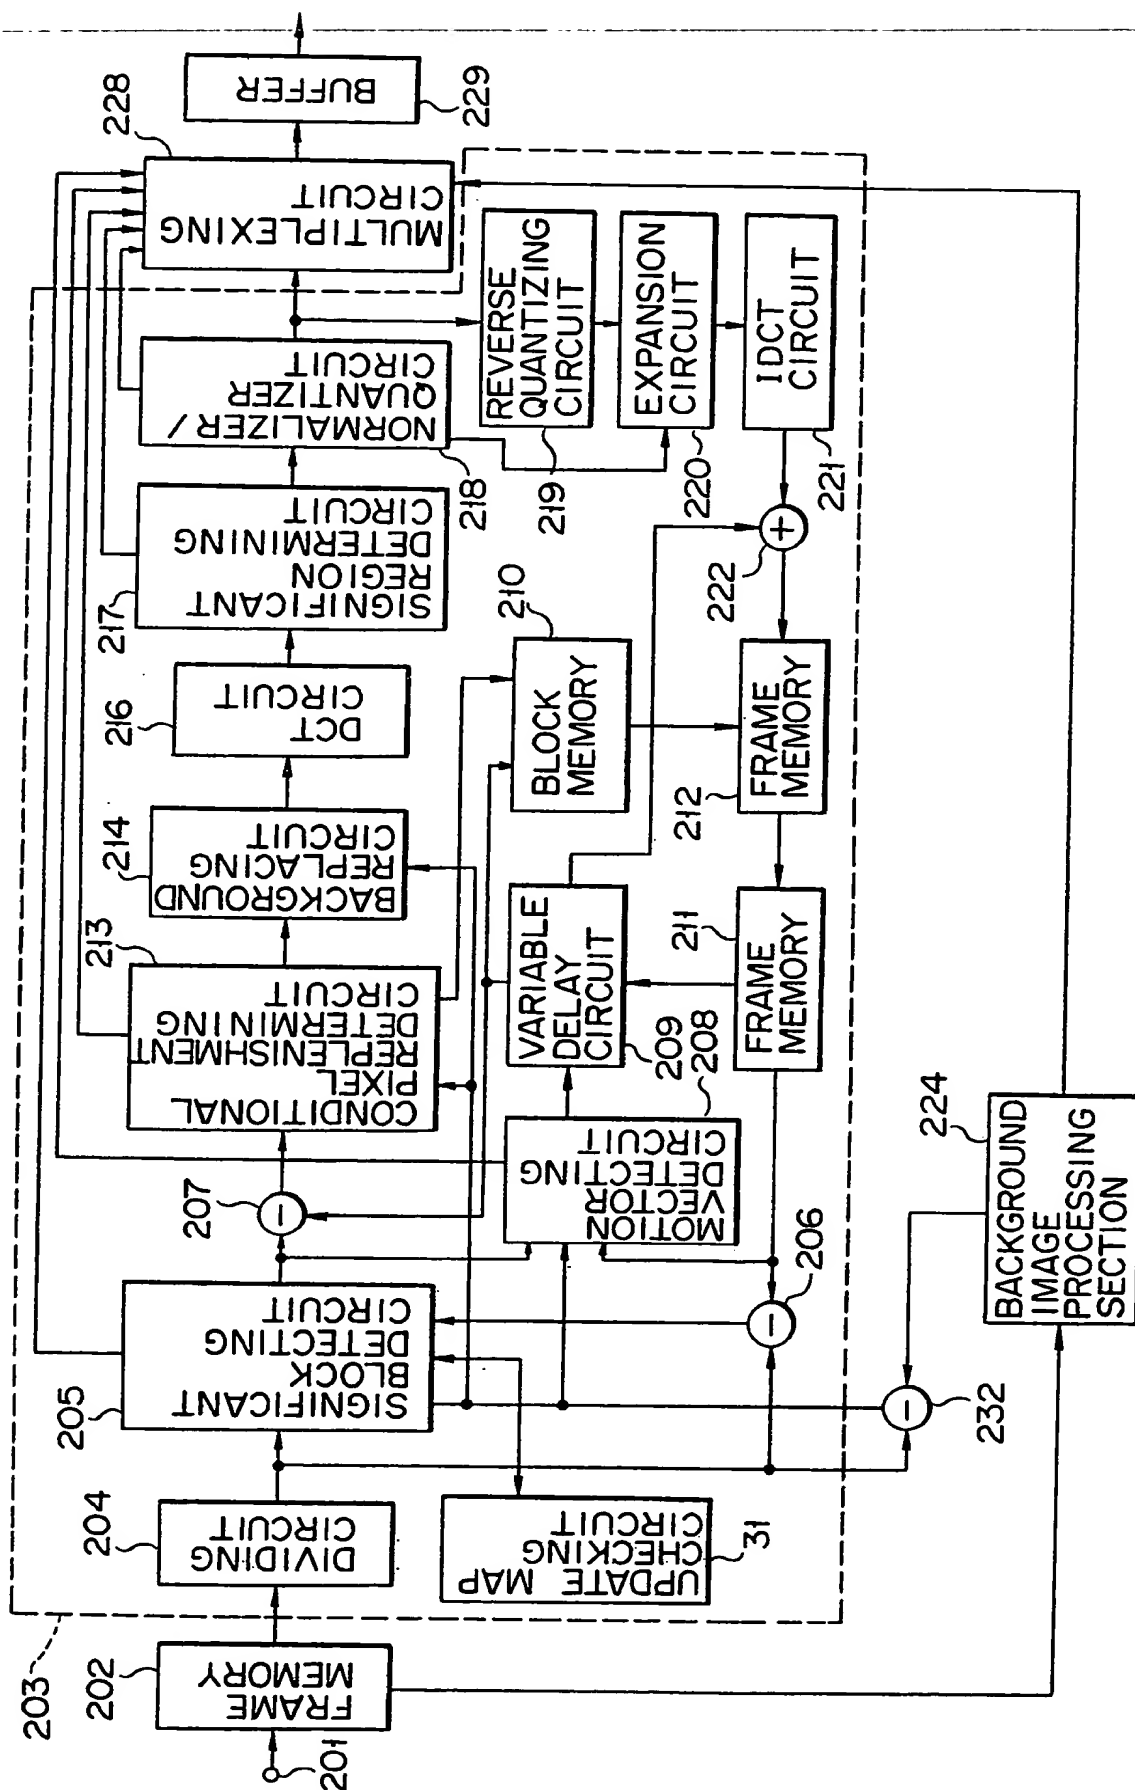 201
FRAME
MEMORY
202
203
DIVIDING
CIRCUIT
204
UPDATE MAP
CHECKING
CIRCUIT
31
SIGNIFICANT
BLOCK
DETECTING
CIRCUIT
205
206
232
207
MOTION
VECTOR
DETECTING
CIRCUIT
208
CONDITIONAL
PIXEL
REPLENISHMENT
DETERMINING
CIRCUIT
213
BACKGROUND
REPLACING
CIRCUIT
214
VARIABLE
DELAY
CIRCUIT
209
FRAME
MEMORY
211
BACKGROUND
IMAGE
PROCESSING
SECTION
224
DCT
CIRCUIT
216
BLOCK
MEMORY
210
FRAME
MEMORY
212
SIGNIFICANT
REGION
DETERMINING
CIRCUIT
217
222
NORMALIZER/
QUANTIZER
CIRCUIT
218
REVERSE
QUANTIZING
CIRCUIT
219
EXPANSION
CIRCUIT
220
IDCT
CIRCUIT
221
MULTIPLEXING
CIRCUIT
228
BUFFER
229